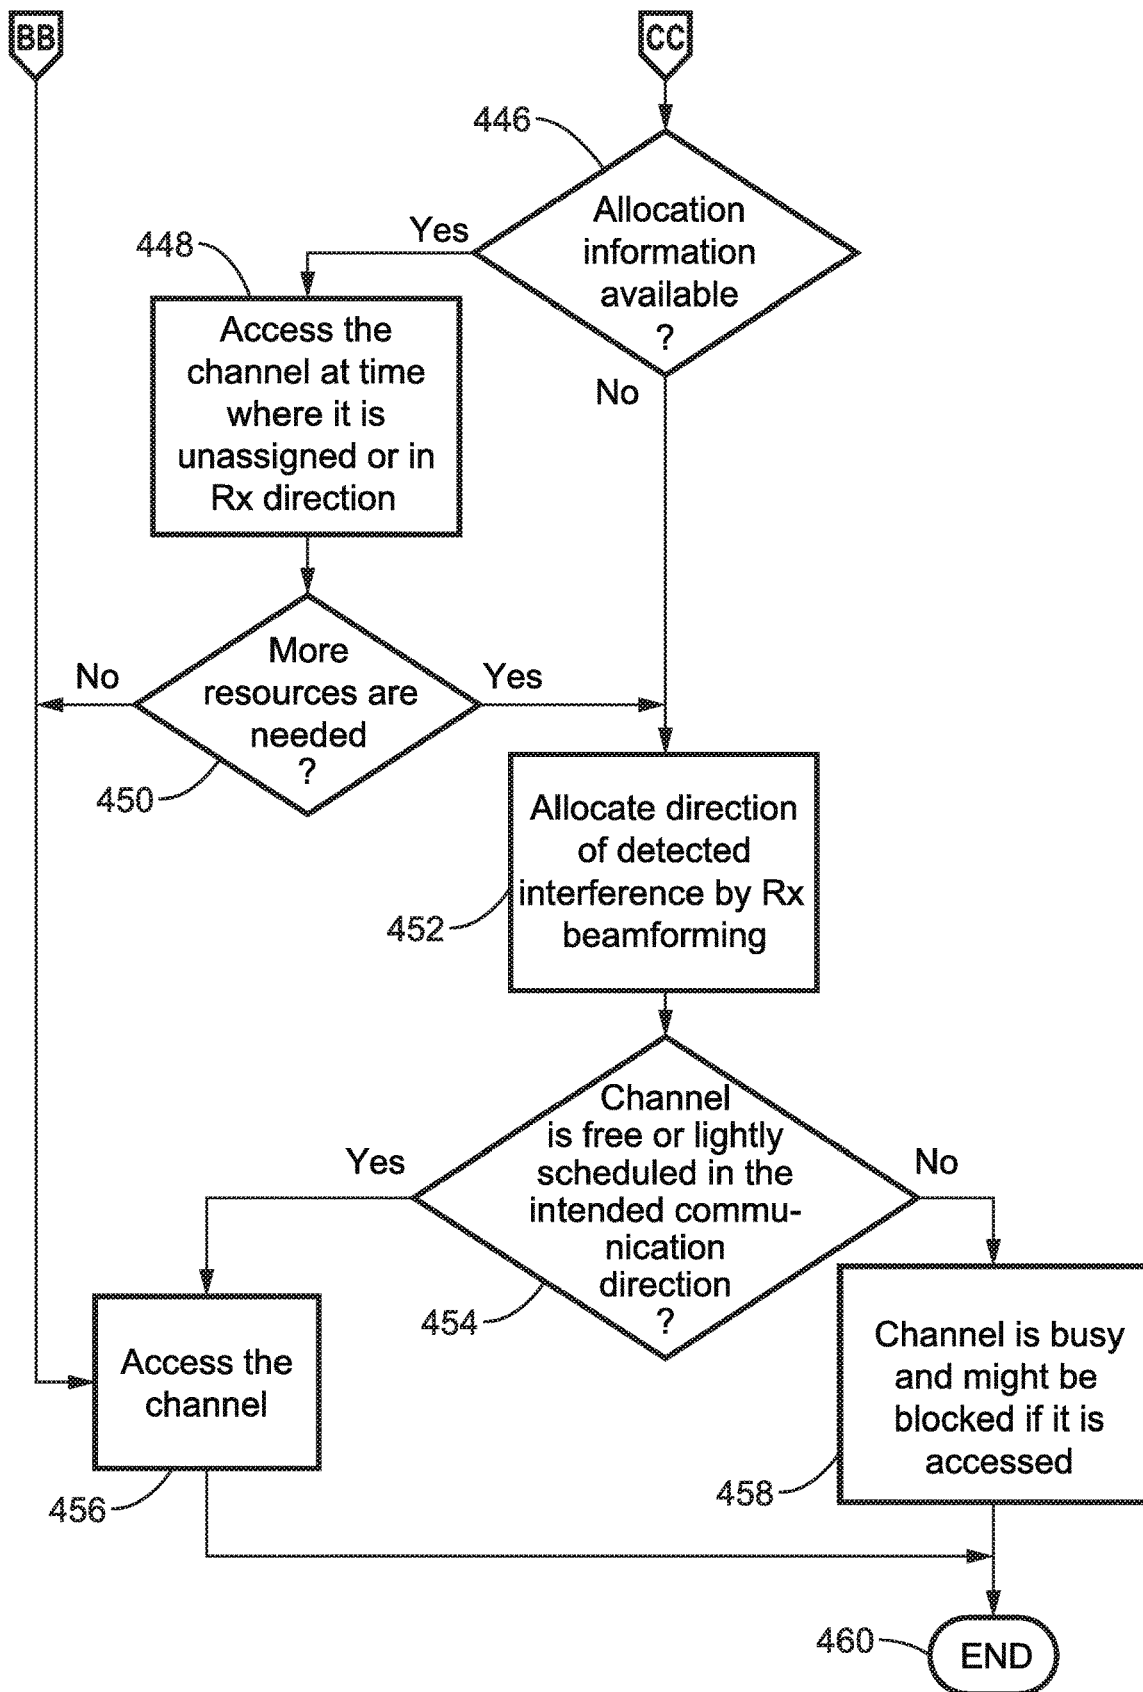 BB
CC
446
Allocation
information
available
?
Yes
No
448
Access the
channel at time
where it is
unassigned or in
Rx direction
More
resources are
needed
?
No
Yes
450
Allocate direction
of detected
interference by Rx
beamforming
452
Channel
is free or lightly
scheduled in the
intended commu-
nication
direction
?
Yes
No
454
Access the
channel
456
Channel is busy
and might be
blocked if it is
accessed
458
460
END